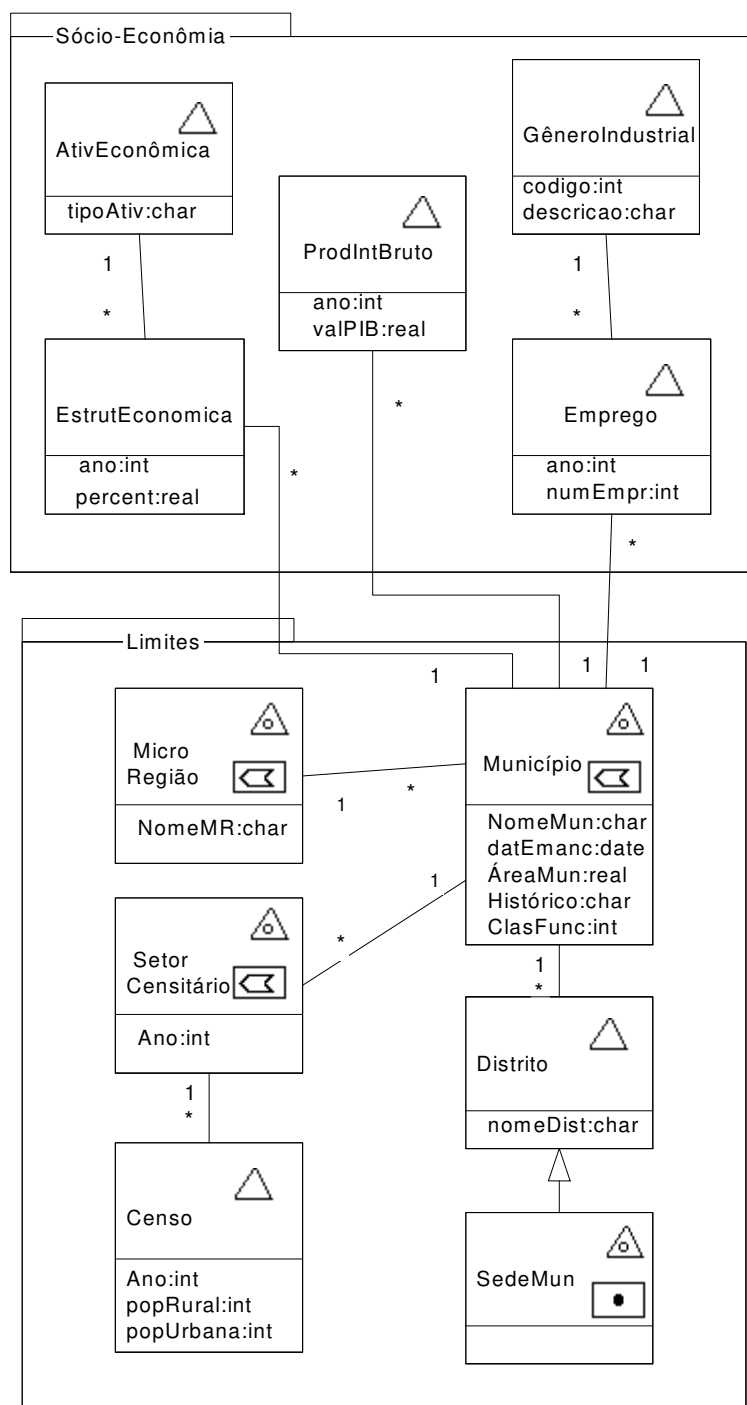 Sócio-Econômia
AtivEconômica
tipoAtiv:char
1
*
EstrutEconomica
ano:int
percent:real
*
ProdIntBruto
ano:int
valPIB:real
*
GêneroIndustrial
codigo:int
descricao:char
1
*
Emprego
ano:int
numEmpr:int
*
Limites
1
1
1
Micro
Região
NomeMR:char
1
*
Município
NomeMun:char
datEmanc:date
ÁreaMun:real
Histórico:char
ClasFunc:int
1
*
Setor
Censitário
Ano:int
1
*
Censo
Ano:int
popRural:int
popUrbana:int
1
*
Distrito
nomeDist:char
SedeMun